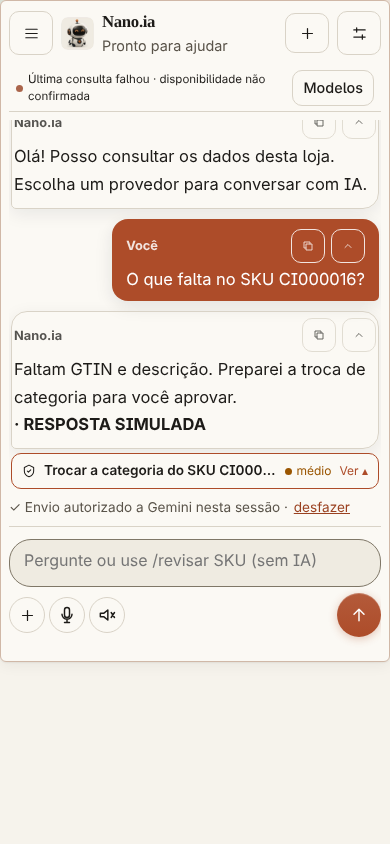 Nano.ia
Pronto para ajudar
Última consulta falhou · disponibilidade não
confirmada
Modelos
Nano.ia
Olá! Posso consultar os dados desta loja.
Escolha um provedor para conversar com IA.
Você
O que falta no SKU CI000016?
Nano.ia
Faltam GTIN e descrição. Preparei a troca de
categoria para você aprovar.
· RESPOSTA SIMULADA
Trocar a categoria do SKU CI000... médio Ver ▴
✓ Envio autorizado a Gemini nesta sessão · desfazer
Pergunte ou use /revisar SKU (sem IA)